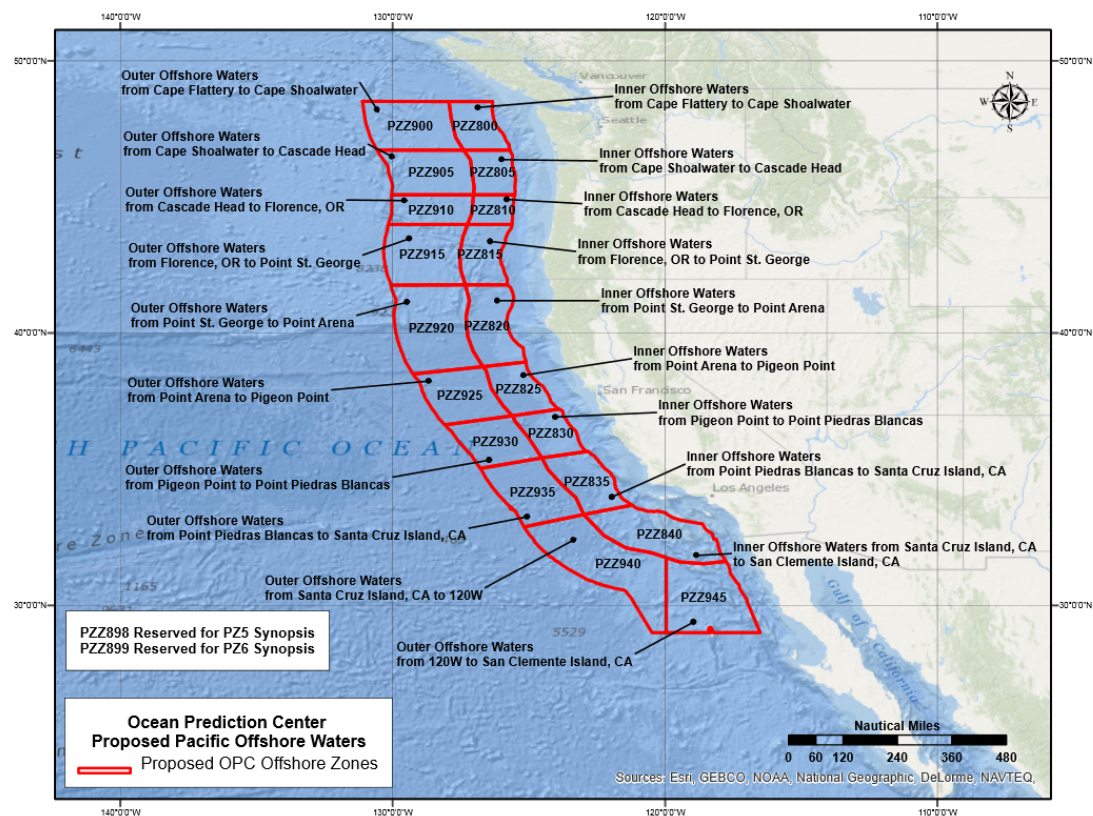 140°0'0"W
130°0'0"W
120°0'0"W
110°0'0"W
50°0'0"N
50°0'0"N
Outer Offshore Waters
from Cape Flattery to Cape Shoalwater
Vancouver
Inner Offshore Waters
from Cape Flattery to Cape Shoalwater
N
W
E
S
Seattle
PZZ900
PZZ800
Outer Offshore Waters
from Cape Shoalwater to Cascade Head
st
Inner Offshore Waters
from Cape Shoalwater to Cascade Head
PZZ905
PZZ805
Outer Offshore Waters
from Cascade Head to Florence, OR
Inner Offshore Waters
from Cascade Head to Florence, OR
PZZ910
PZZ810
Outer Offshore Waters
from Florence, OR to Point St. George
Inner Offshore Waters
from Florence, OR to Point St. George
PZZ915
PZZ815
8238
Outer Offshore Waters
from Point St. George to Point Arena
Inner Offshore Waters
from Point St. George to Point Arena
PZZ920
PZZ820
40°0'0"N
40°0'0"N
6443
Inner Offshore Waters
from Point Arena to Pigeon Point
Outer Offshore Waters
from Point Arena to Pigeon Point
PZZ925
PZZ825
San Francisco
Inner Offshore Waters
from Pigeon Point to Point Piedras Blancas
PZZ930
PZZ830
H PACIFIC OCEAN
Outer Offshore Waters
from Pigeon Point to Point Piedras Blancas
Inner Offshore Waters
from Point Piedras Blancas to Santa Cruz Island, CA
PZZ935
PZZ835
Los Angeles
Outer Offshore Waters
from Point Piedras Blancas to Santa Cruz Island, CA
re Zone
PZZ840
Inner Offshore Waters from Santa Cruz Island, CA
to San Clemente Island, CA
PZZ940
Outer Offshore Waters
from Santa Cruz Island, CA to 120W
1165
PZZ945
30°0'0"N
30°0'0"N
Gulf of California
PZZ898 Reserved for PZ5 Synopsis
PZZ899 Reserved for PZ6 Synopsis
5529
Outer Offshore Waters
from 120W to San Clemente Island, CA
Ocean Prediction Center
Proposed Pacific Offshore Waters
Proposed OPC Offshore Zones
Nautical Miles
0 60 120 240 360 480
Sources: Esri, GEBCO, NOAA, National Geographic, DeLorme, NAVTEQ,
140°0'0"W
130°0'0"W
120°0'0"W
110°0'0"W